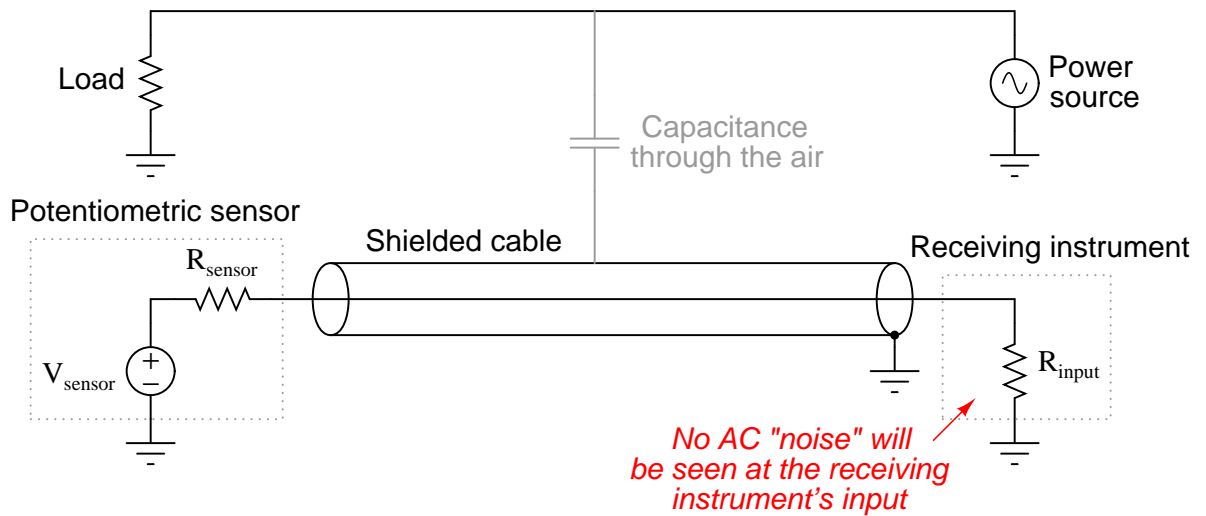 Load
Power
source
Capacitance
through the air
Potentiometric sensor
Shielded cable
Receiving instrument
Rsensor
Vsensor
+
−
Rinput
No AC "noise" will
be seen at the receiving
instrument's input